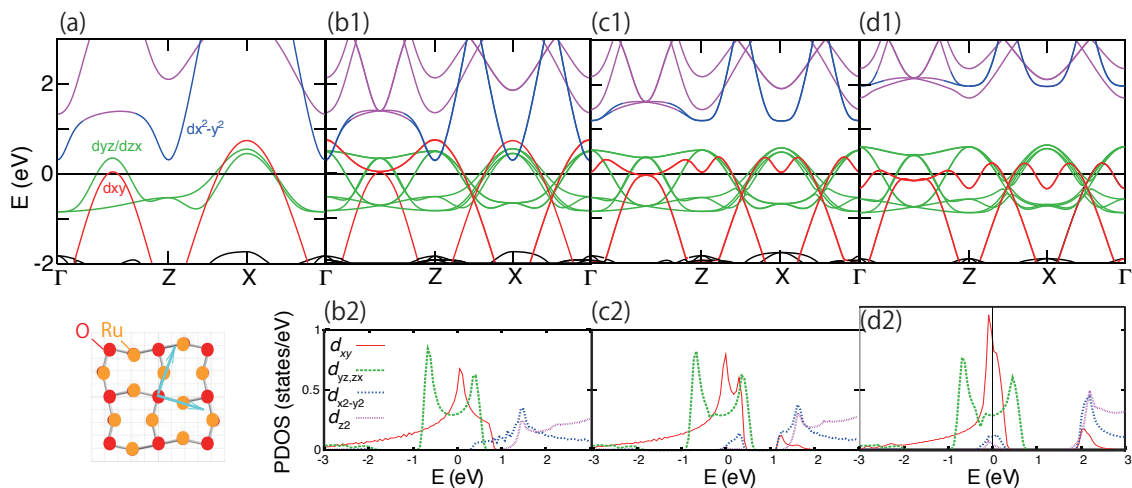 (a) (b1) (c1) (d1)
E (eV)
2
0
-2
dx²-y²
dyz/dzx
dxy
Γ Z X Γ Z X Γ Z X Γ Z X Γ
O Ru
(b2) (c2) (d2)
PDOS (states/eV)
1
0.5
0
dxy
dyz,zx
dx2-y2
dz2
-3 -2 -1 0 1 2 -3 -2 -1 0 1 2 -3 -2 -1 0 1 2 3
E (eV) E (eV) E (eV)